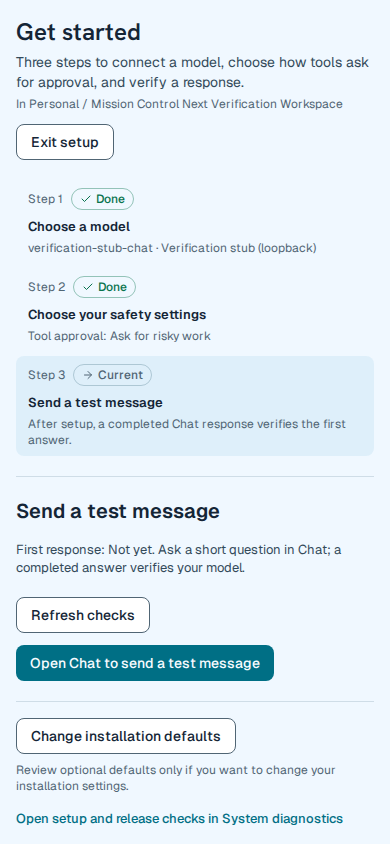 Get started
Three steps to connect a model, choose how tools ask
for approval, and verify a response.
In Personal / Mission Control Next Verification Workspace
Exit setup
Step 1 Done
Choose a model
verification-stub-chat · Verification stub (loopback)
Step 2 Done
Choose your safety settings
Tool approval: Ask for risky work
Step 3 Current
Send a test message
After setup, a completed Chat response verifies the first
answer.
Send a test message
First response: Not yet. Ask a short question in Chat; a
completed answer verifies your model.
Refresh checks
Open Chat to send a test message
Change installation defaults
Review optional defaults only if you want to change your
installation settings.
Open setup and release checks in System diagnostics